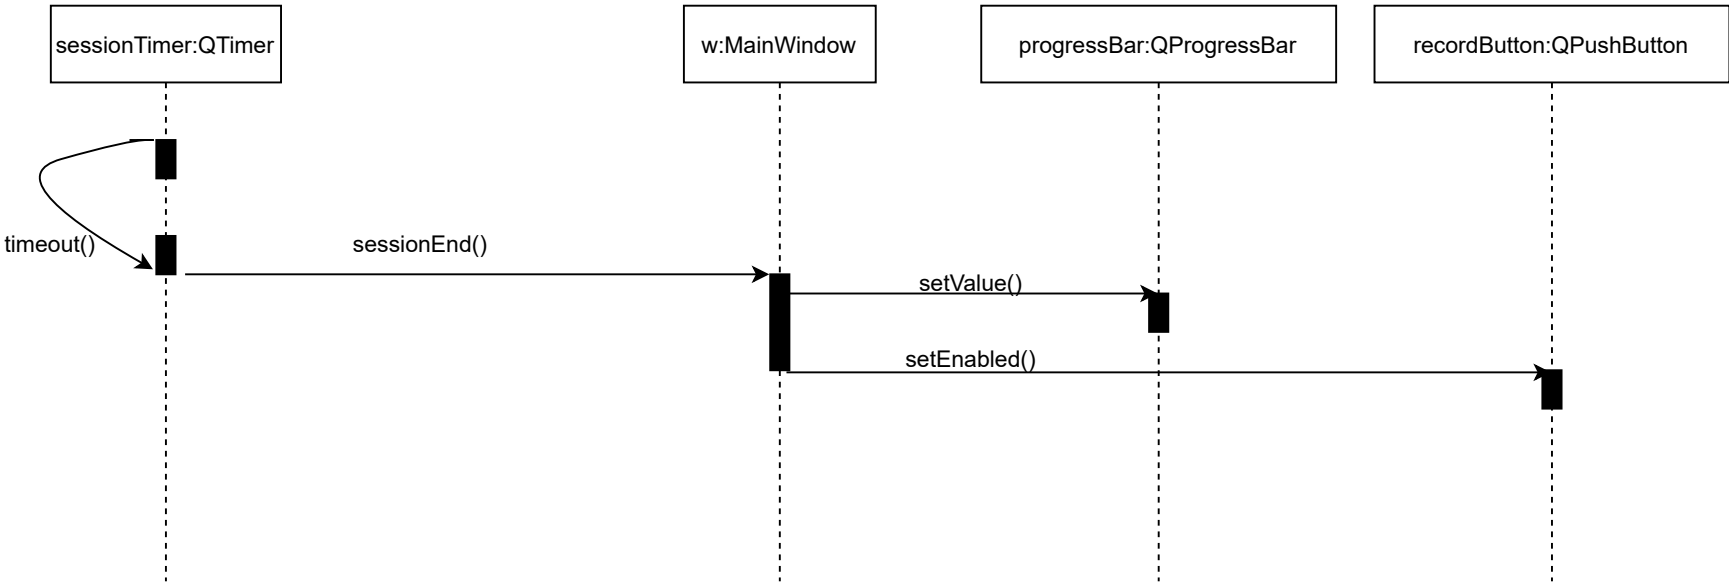 sessionTimer:QTimer
w:MainWindow
progressBar:QProgressBar
recordButton:QPushButton
timeout()
sessionEnd()
setValue()
setEnabled()